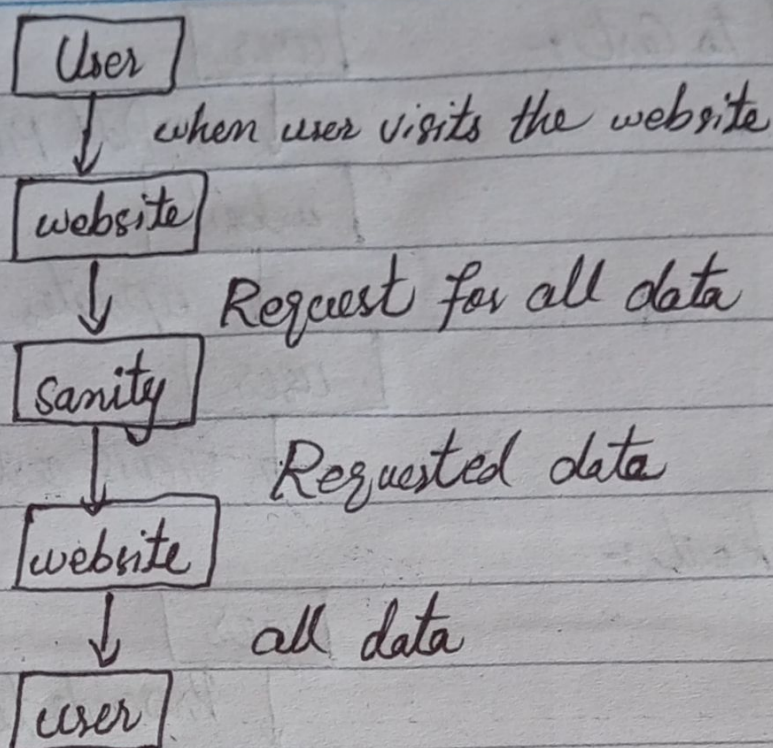 User
when user visits the website
website
Request for all data
sanity
Requested data
website
all data
user